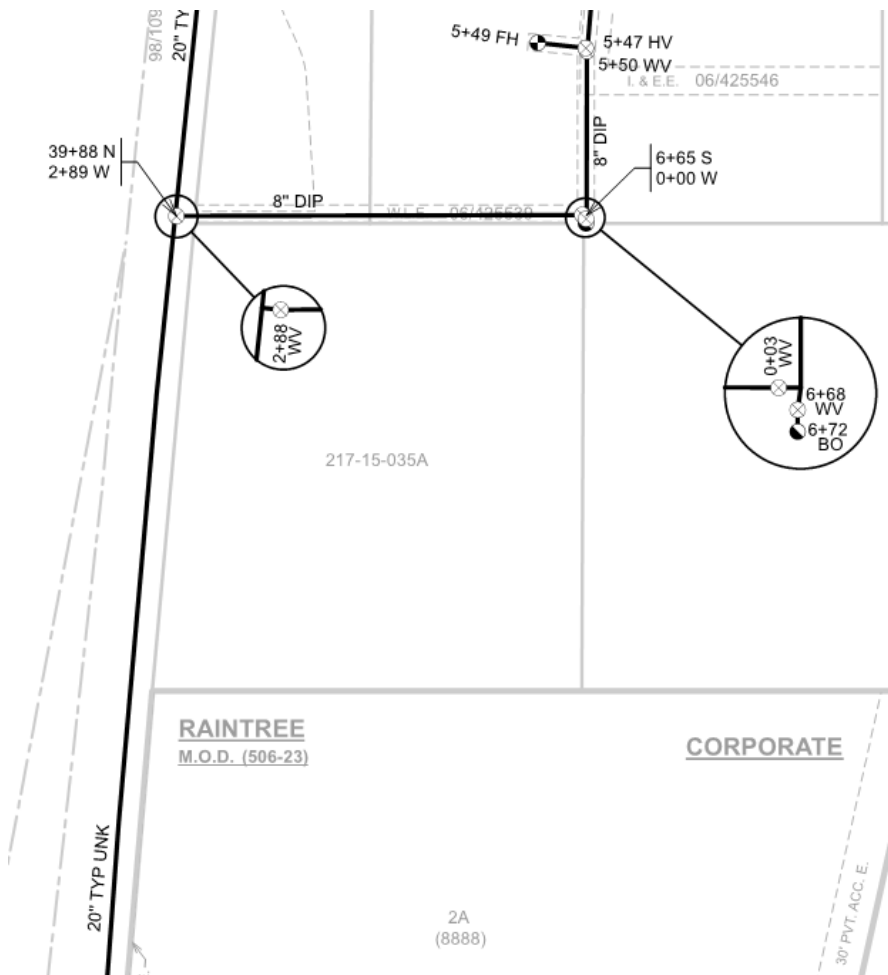 98/109
20" TY
5+49 FH
5+47 HV
5+50 WV
I. & E.E. 06/425546
8" DIP
39+88 N
2+89 W
6+65 S
0+00 W
8" DIP
W.L.E. 06/425539
2+88
WV
0+03
WV
6+68
WV
6+72
BO
217-15-035A
RAINTREE
M.O.D. (506-23)
CORPORATE
20" TYP UNK
2A
(8888)
30' PVT. ACC. E.